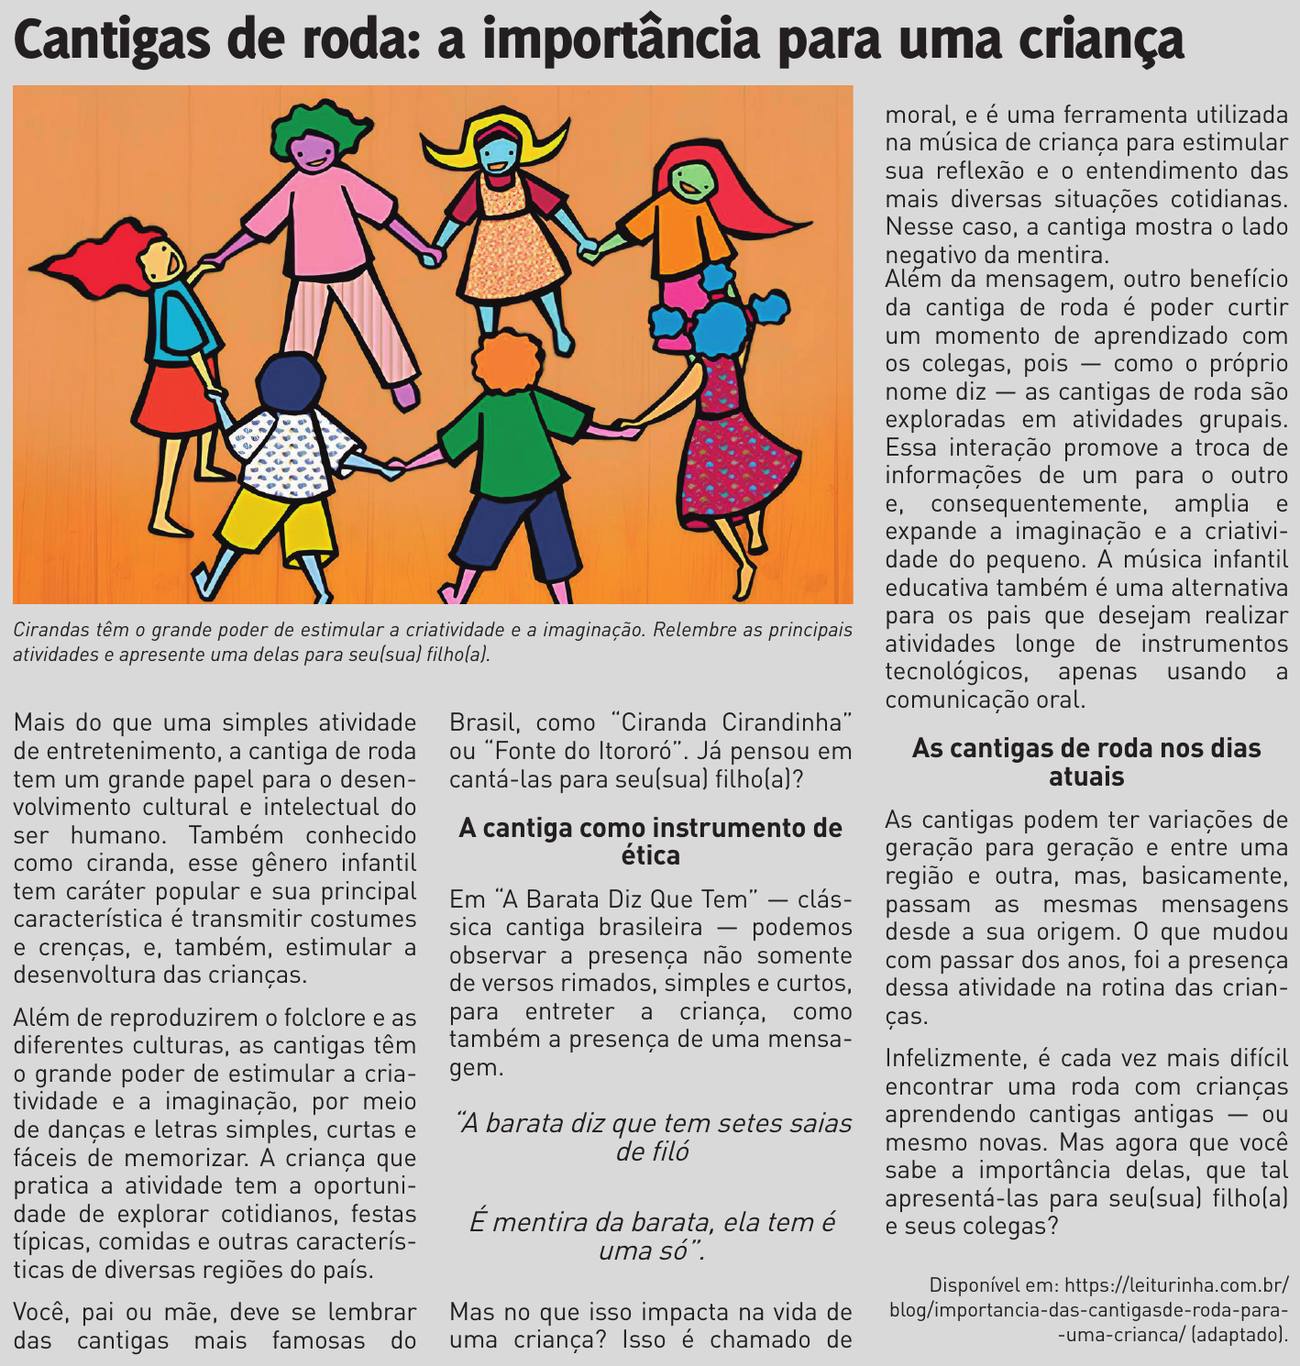 Cantigas de roda: a importância para uma criança
Cirandas têm o grande poder de estimular a criatividade e a imaginação. Relembre as principais
atividades e apresente uma delas para seu(sua) filho(a).
Mais do que uma simples atividade
de entretenimento, a cantiga de roda
tem um grande papel para o desen-
volvimento cultural e intelectual do
ser humano. Também conhecido
como ciranda, esse gênero infantil
tem caráter popular e sua principal
característica é transmitir costumes
e crenças, e, também, estimular a
desenvoltura das crianças.
Além de reproduzirem o folclore e as
diferentes culturas, as cantigas têm
o grande poder de estimular a cria-
tividade e a imaginação, por meio
de danças e letras simples, curtas e
fáceis de memorizar. A criança que
pratica a atividade tem a oportuni-
dade de explorar cotidianos, festas
típicas, comidas e outras caracterís-
ticas de diversas regiões do país.
Você, pai ou mãe, deve se lembrar
das cantigas mais famosas do
Brasil, como “Ciranda Cirandinha”
ou “Fonte do Itororó”. Já pensou em
cantá-las para seu(sua) filho(a)?
A cantiga como instrumento de
ética
Em “A Barata Diz Que Tem” — clás-
sica cantiga brasileira — podemos
observar a presença não somente
de versos rimados, simples e curtos,
para entreter a criança, como
também a presença de uma mensa-
gem.
“A barata diz que tem setes saias
de filó
É mentira da barata, ela tem é
uma só”.
Mas no que isso impacta na vida de
uma criança? Isso é chamado de
moral, e é uma ferramenta utilizada
na música de criança para estimular
sua reflexão e o entendimento das
mais diversas situações cotidianas.
Nesse caso, a cantiga mostra o lado
negativo da mentira.
Além da mensagem, outro benefício
da cantiga de roda é poder curtir
um momento de aprendizado com
os colegas, pois — como o próprio
nome diz — as cantigas de roda são
exploradas em atividades grupais.
Essa interação promove a troca de
informações de um para o outro
e, consequentemente, amplia e
expande a imaginação e a criativi-
dade do pequeno. A música infantil
educativa também é uma alternativa
para os pais que desejam realizar
atividades longe de instrumentos
tecnológicos, apenas usando a
comunicação oral.
As cantigas de roda nos dias
atuais
As cantigas podem ter variações de
geração para geração e entre uma
região e outra, mas, basicamente,
passam as mesmas mensagens
desde a sua origem. O que mudou
com passar dos anos, foi a presença
dessa atividade na rotina das crian-
ças.
Infelizmente, é cada vez mais difícil
encontrar uma roda com crianças
aprendendo cantigas antigas — ou
mesmo novas. Mas agora que você
sabe a importância delas, que tal
apresentá-las para seu(sua) filho(a)
e seus colegas?
Disponível em: https://leiturinha.com.br/
blog/importancia-das-cantigasde-roda-para-
-uma-crianca/ (adaptado).